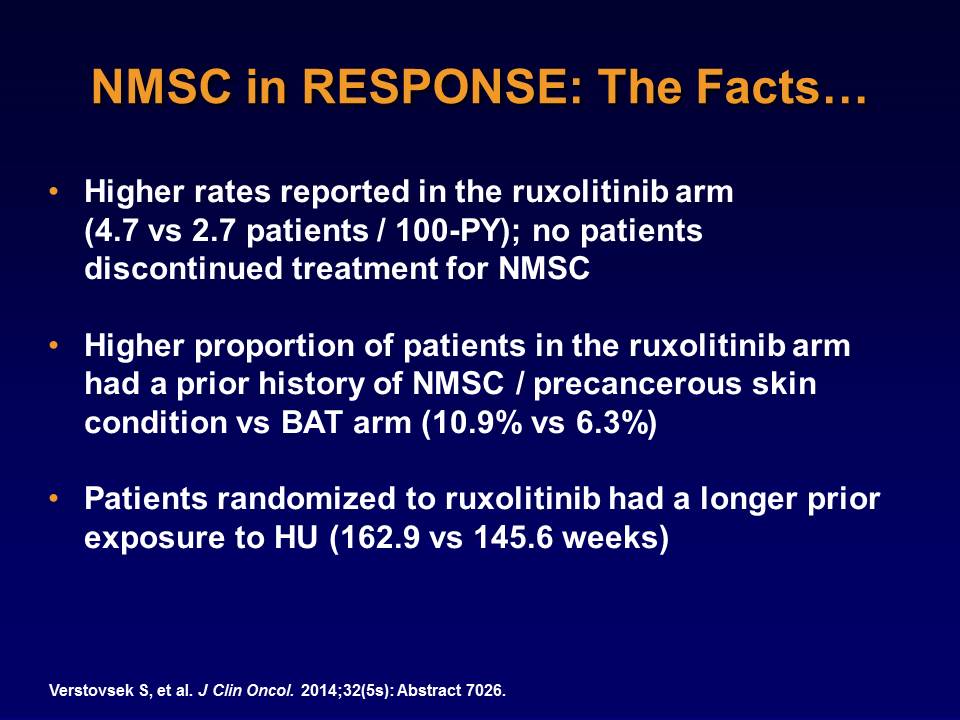 NMSC in RESPONSE: The Facts…
• Higher rates reported in the ruxolitinib arm
(4.7 vs 2.7 patients / 100-PY); no patients
discontinued treatment for NMSC
• Higher proportion of patients in the ruxolitinib arm
had a prior history of NMSC / precancerous skin
condition vs BAT arm (10.9% vs 6.3%)
• Patients randomized to ruxolitinib had a longer prior
exposure to HU (162.9 vs 145.6 weeks)
Verstovsek S, et al. J Clin Oncol. 2014;32(5s): Abstract 7026.